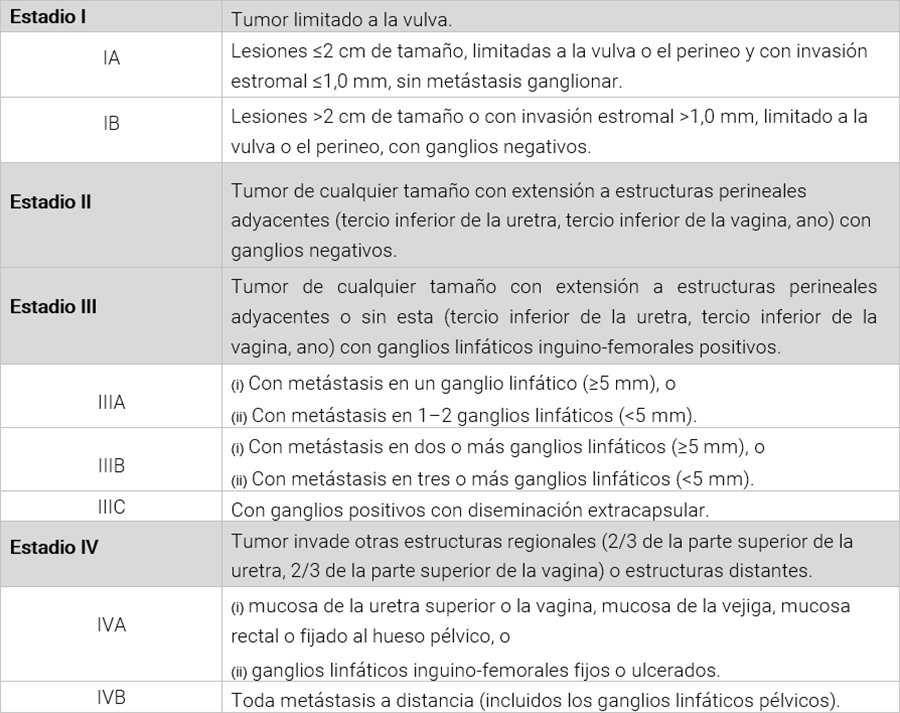 Estadio I
Tumor limitado a la vulva.
IA
Lesiones ≤2 cm de tamaño, limitadas a la vulva o el perineo y con invasión
estromal ≤1,0 mm, sin metástasis ganglionar.
IB
Lesiones >2 cm de tamaño o con invasión estromal >1,0 mm, limitado a la
vulva o el perineo, con ganglios negativos.
Estadio II
Tumor de cualquier tamaño con extensión a estructuras perineales
adyacentes (tercio inferior de la uretra, tercio inferior de la vagina, ano) con
ganglios negativos.
Estadio III
Tumor de cualquier tamaño con extensión a estructuras perineales
adyacentes o sin esta (tercio inferior de la uretra, tercio inferior de la
vagina, ano) con ganglios linfáticos inguino-femorales positivos.
IIIA
(i) Con metástasis en un ganglio linfático (≥5 mm), o
(ii) Con metástasis en 1–2 ganglios linfáticos (<5 mm).
IIIB
(i) Con metástasis en dos o más ganglios linfáticos (≥5 mm), o
(ii) Con metástasis en tres o más ganglios linfáticos (<5 mm).
IIIC
Con ganglios positivos con diseminación extracapsular.
Estadio IV
Tumor invade otras estructuras regionales (2/3 de la parte superior de la
uretra, 2/3 de la parte superior de la vagina) o estructuras distantes.
IVA
(i) mucosa de la uretra superior o la vagina, mucosa de la vejiga, mucosa
rectal o fijado al hueso pélvico, o
(ii) ganglios linfáticos inguino-femorales fijos o ulcerados.
IVB
Toda metástasis a distancia (incluidos los ganglios linfáticos pélvicos).